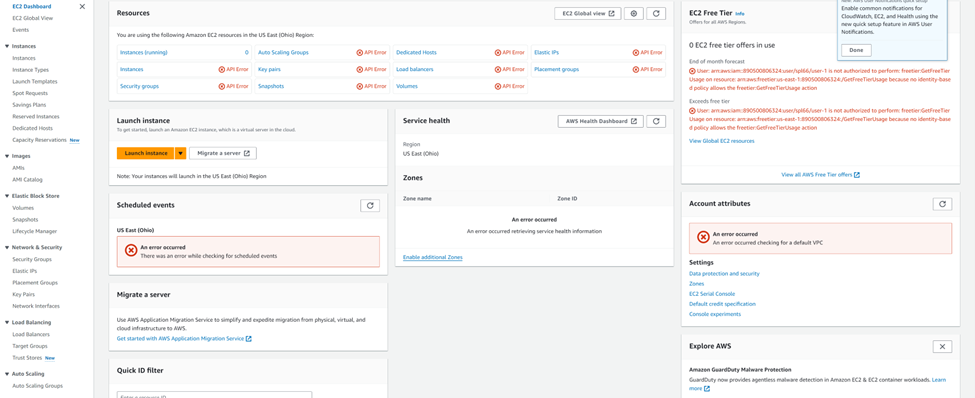 EC2 Dashboard
EC2 Global View
Events
Instances
Instances
Instance Types
Launch Templates
Spot Requests
Savings Plans
Reserved Instances
Dedicated Hosts
Capacity Reservations New
Images
AMIs
AMI Catalog
Elastic Block Store
Volumes
Snapshots
Lifecycle Manager
Network & Security
Security Groups
Elastic IPs
Placement Groups
Key Pairs
Network Interfaces
Load Balancing
Load Balancers
Target Groups
Trust Stores New
Auto Scaling
Auto Scaling Groups
Resources
EC2 Global view
You are using the following Amazon EC2 resources in the US East (Ohio) Region:
Instances (running) 0 Auto Scaling Groups API Error Dedicated Hosts API Error Elastic IPs API Error
Instances API Error Key pairs API Error Load balancers API Error Placement groups API Error
Security groups API Error Snapshots API Error Volumes API Error
Launch instance
To get started, launch an Amazon EC2 instance, which is a virtual server in the cloud.
Launch instance Migrate a server
Note: Your instances will launch in the US East (Ohio) Region
Scheduled events
US East (Ohio)
An error occurred
There was an error while checking for scheduled events
Migrate a server
Use AWS Application Migration Service to simplify and expedite migration from physical, virtual, and
cloud infrastructure to AWS.
Get started with AWS Application Migration Service
Quick ID filter
Enter a resource ID
Service health
AWS Health Dashboard
Region
US East (Ohio)
Zones
Zone name Zone ID
An error occurred
An error occurred retrieving service health information
Enable additional Zones
EC2 Free Tier Info
Offers for all AWS Regions.
0 EC2 free tier offers in use
End of month forecast
User: arn:aws:iam::890500806324:user/spl66/user-1 is not authorized to perform: freetier:GetFreeTier
Usage on resource: arn:aws:freetier:us-east-1:890500806324:/GetFreeTierUsage because no identity-base
d policy allows the freetier:GetFreeTierUsage action
Exceeds free tier
User: arn:aws:iam::890500806324:user/spl66/user-1 is not authorized to perform: freetier:GetFreeTier
Usage on resource: arn:aws:freetier:us-east-1:890500806324:/GetFreeTierUsage because no identity-base
d policy allows the freetier:GetFreeTierUsage action
View Global EC2 resources
View all AWS Free Tier offers
New AWS User Notifications quick setup
Enable common notifications for
CloudWatch, EC2, and Health using the
new quick setup feature in AWS User
Notifications.
Done
Account attributes
An error occurred
An error occurred checking for a default VPC
Settings
Data protection and security
Zones
EC2 Serial Console
Default credit specification
Console experiments
Explore AWS
Amazon GuardDuty Malware Protection
GuardDuty now provides agentless malware detection in Amazon EC2 & EC2 container workloads. Learn
more